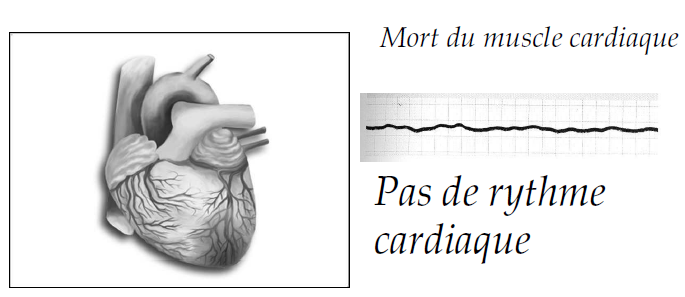 Mort du muscle cardiaque
Pas de rythme
cardiaque